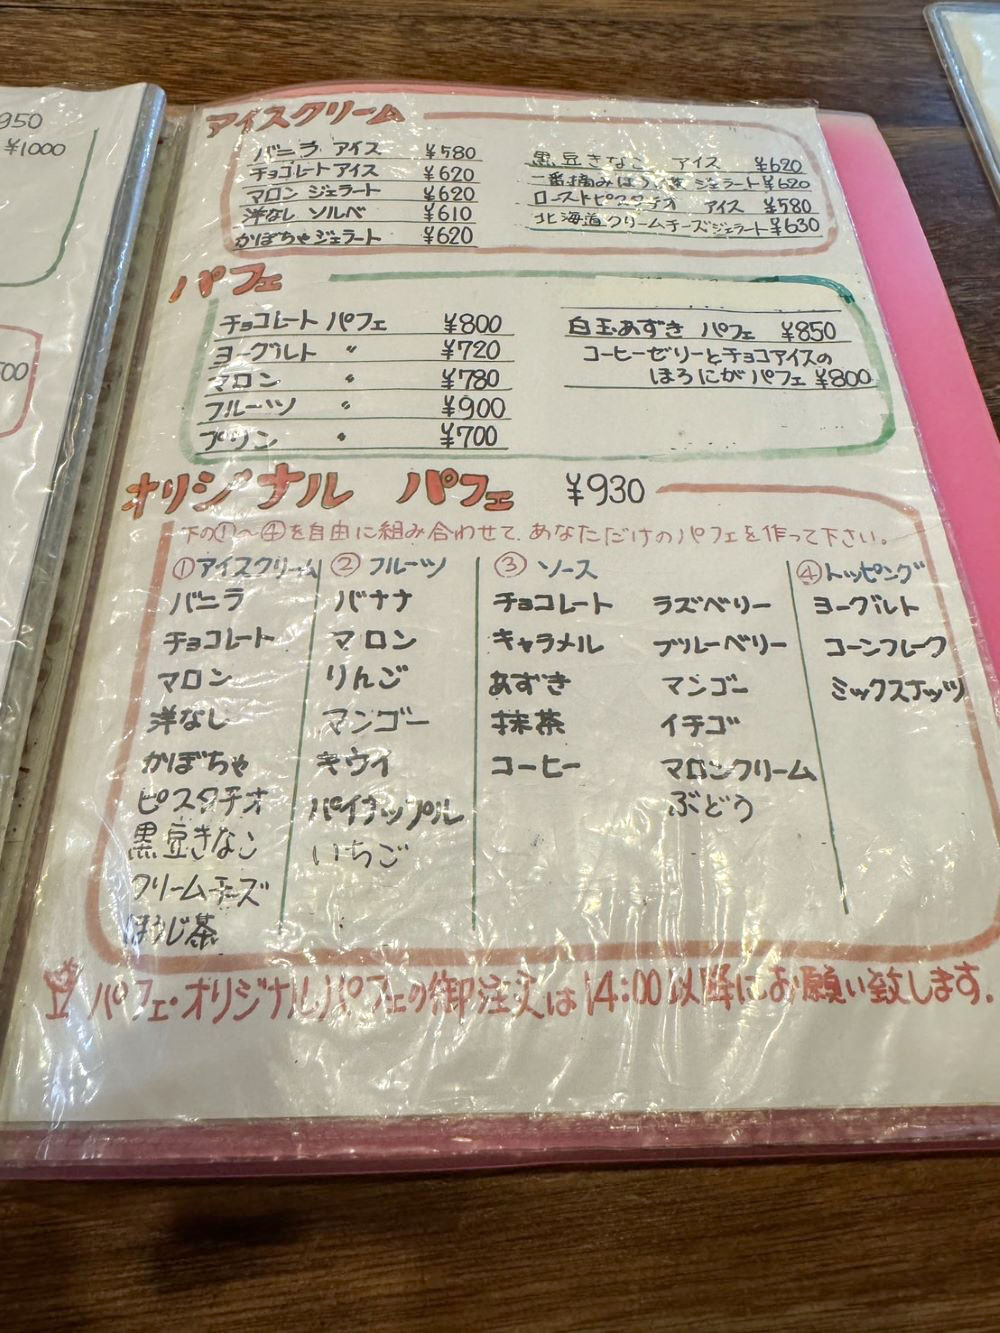 950
¥1000
アイスクリーム
バニラ アイス ¥580
チョコレートアイス ¥620
マロン ジェラート ¥620
洋なし ソルベ ¥610
かぼちゃジェラート ¥620
黒豆きなこ アイス ¥620
一番摘みほうじ茶 ジェラート ¥620
ローストピスタチオ アイス ¥580
北海道クリームチーズジェラート ¥630
パフェ
チョコレート パフェ ¥800
ヨーグルト 〃 ¥720
マロン 〃 ¥780
フルーツ 〃 ¥900
プリン 〃 ¥700
白玉あずき パフェ ¥850
コーヒーゼリーとチョコアイスの
ほろにがパフェ ¥800
オリジナル パフェ ¥930
下の①〜④を自由に組み合わせて、あなただけのパフェを作って下さい。
①アイスクリーム
バニラ
チョコレート
マロン
洋なし
かぼちゃ
ピスタチオ
黒豆きなこ
クリームチーズ
ほうじ茶
② フルーツ
バナナ
マロン
りんご
マンゴー
キウイ
パイナップル
いちご
③ ソース
チョコレート
キャラメル
あずき
抹茶
コーヒー
ラズベリー
ブルーベリー
マンゴー
イチゴ
マロンクリーム
ぶどう
④トッピング
ヨーグルト
コーンフレーク
ミックスナッツ
パフェ・オリジナルパフェの御注文は14:00以降にお願い致します。